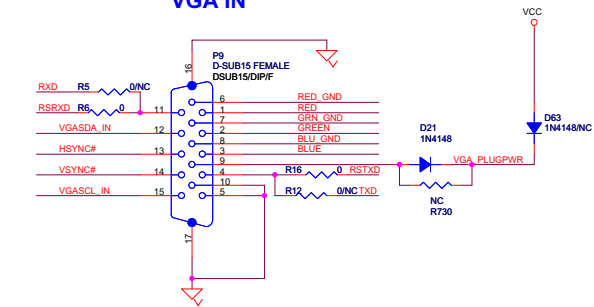 VGA IN
VCC
16
P9
D-SUB15 FEMALE
DSUB15/DIP/F
RXD R5 0/NC
RSRXD R6 0 11
VGASDA_IN 12
HSYNC# 13
VSYNC# 14
VGASCL_IN 15
6 RED_GND
1 RED
7 GRN_GND
2 GREEN
8 BLU_GND
3 BLUE
9
4 R16 0 RSTXD
10
5 R12 0/NC TXD
D21
1N4148
D63
1N4148/NC
VGA_PLUGPWR
NC
R730
17